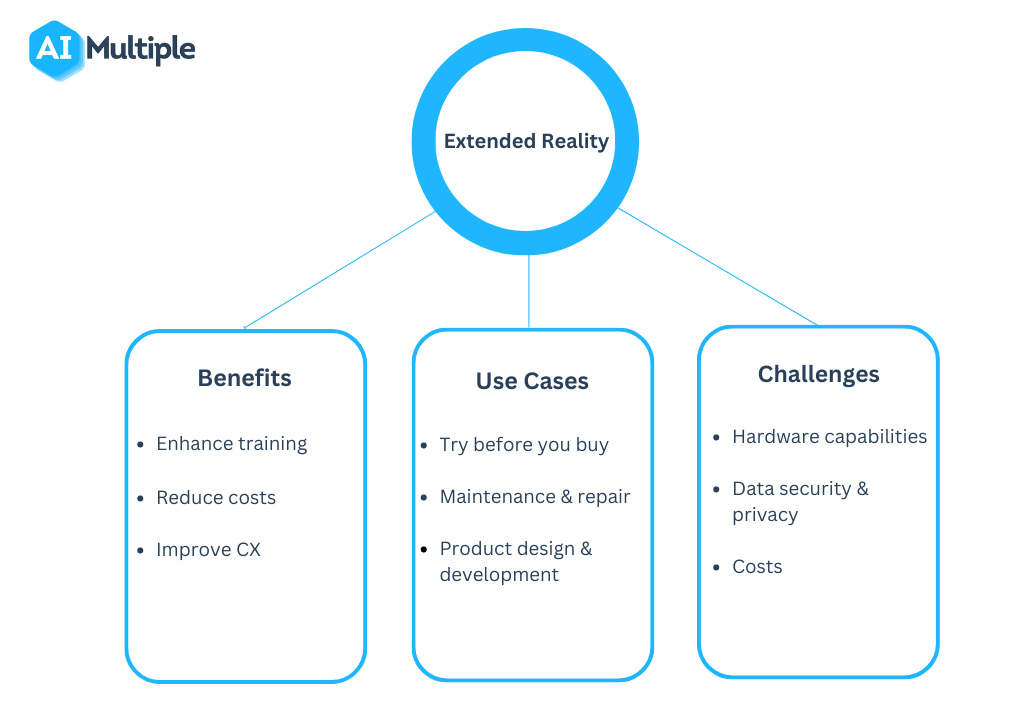 AI Multiple
Extended Reality
Benefits
• Enhance training
• Reduce costs
• Improve CX
Use Cases
• Try before you buy
• Maintenance & repair
• Product design &
development
Challenges
• Hardware capabilities
• Data security &
privacy
• Costs